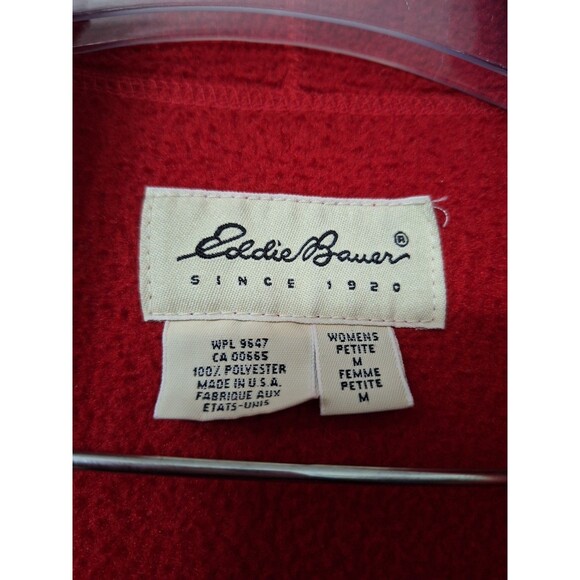 Eddie Bauer®
SINCE 1920
WPL 9647
CA 00665
100% POLYESTER
MADE IN U.S.A.
FABRIQUE AUX
ETATS-UNIS
WOMENS
PETITE
M
FEMME
PETITE
M